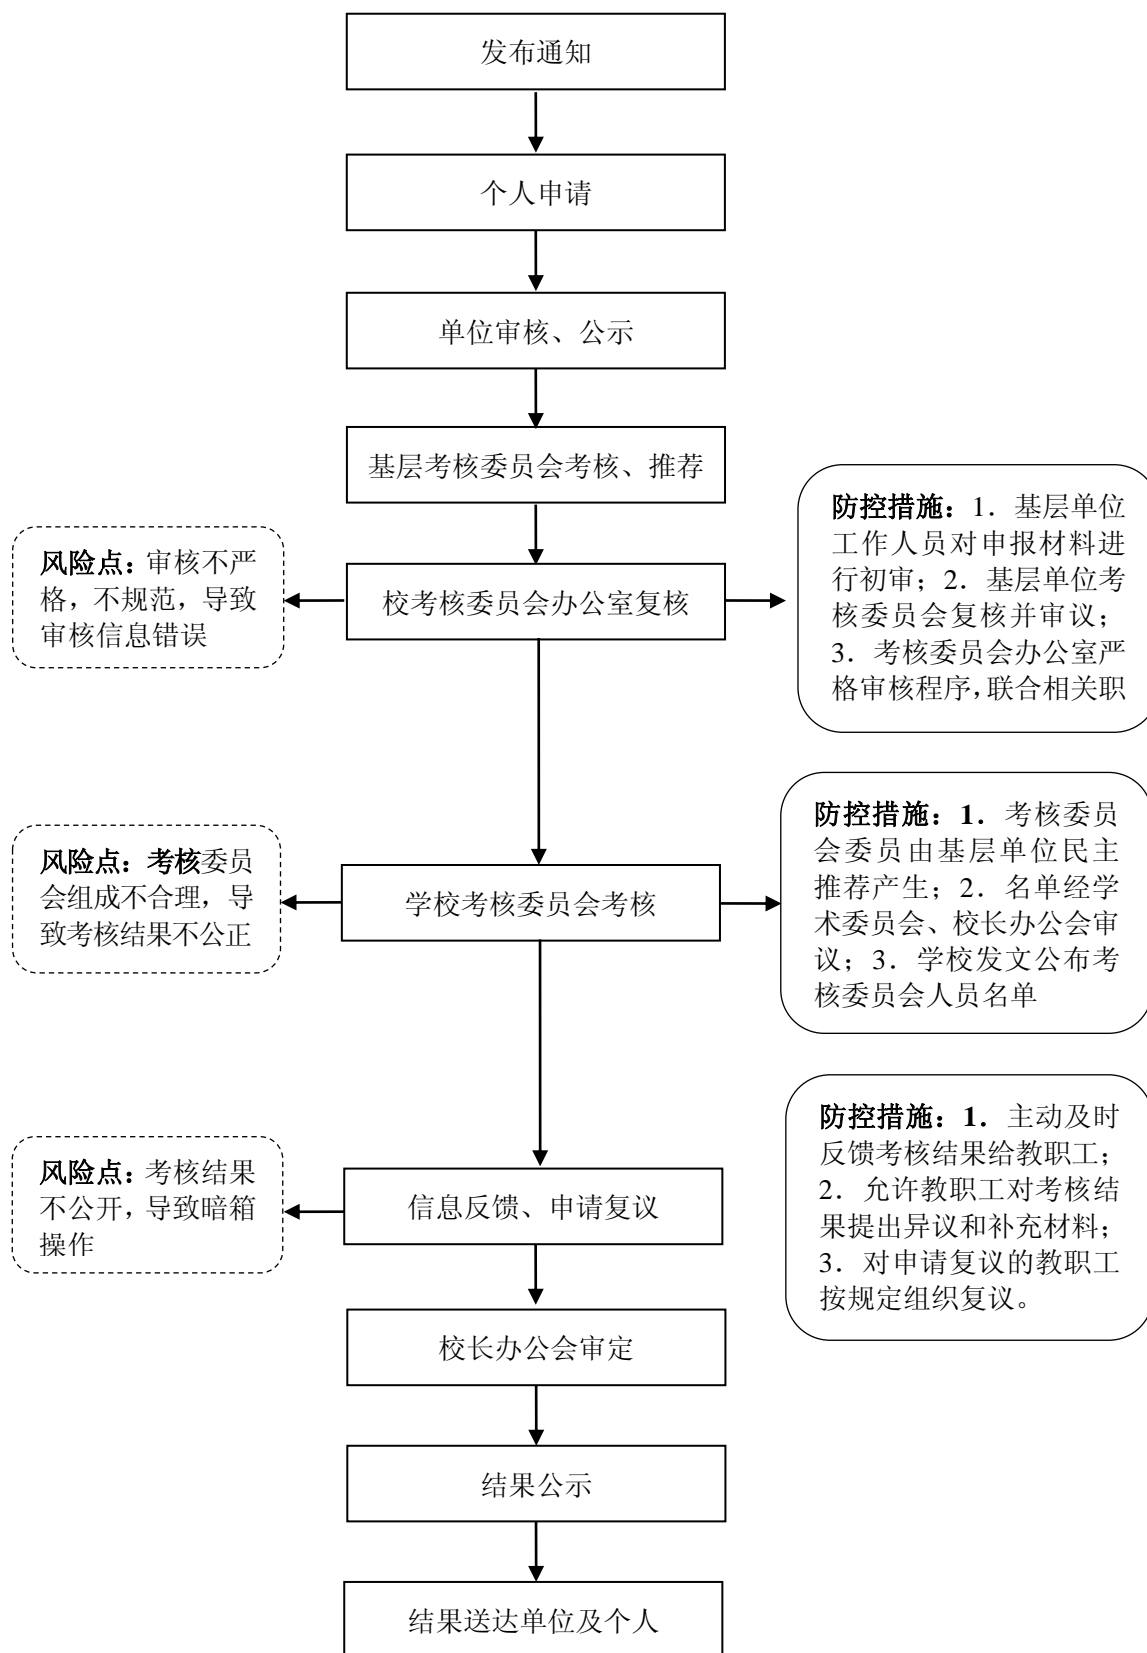 发布通知
个人申请
单位审核、公示
基层考核委员会考核、推荐
风险点：审核不严
格，不规范，导致
审核信息错误
校考核委员会办公室复核
防控措施：1．基层单位
工作人员对申报材料进
行初审；2．基层单位考
核委员会复核并审议；
3．考核委员会办公室严
格审核程序，联合相关职
风险点：考核委员
会组成不合理，导
致考核结果不公正
学校考核委员会考核
防控措施：1．考核委员
会委员由基层单位民主
推荐产生；2．名单经学
术委员会、校长办公会审
议；3．学校发文公布考
核委员会人员名单
风险点：考核结果
不公开，导致暗箱
操作
信息反馈、申请复议
防控措施：1．主动及时
反馈考核结果给教职工；
2．允许教职工对考核结
果提出异议和补充材料；
3．对申请复议的教职工
按规定组织复议。
校长办公会审定
结果公示
结果送达单位及个人